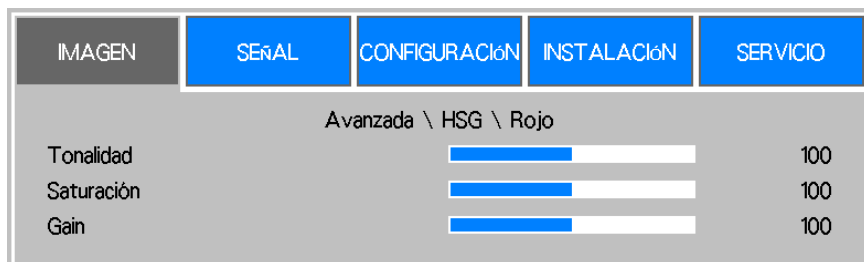 IMAGEN SEñAL CONFIGURACIóN INSTALACIóN SERVICIO
Avanzada \ HSG \ Rojo
Tonalidad 100
Saturación 100
Gain 100